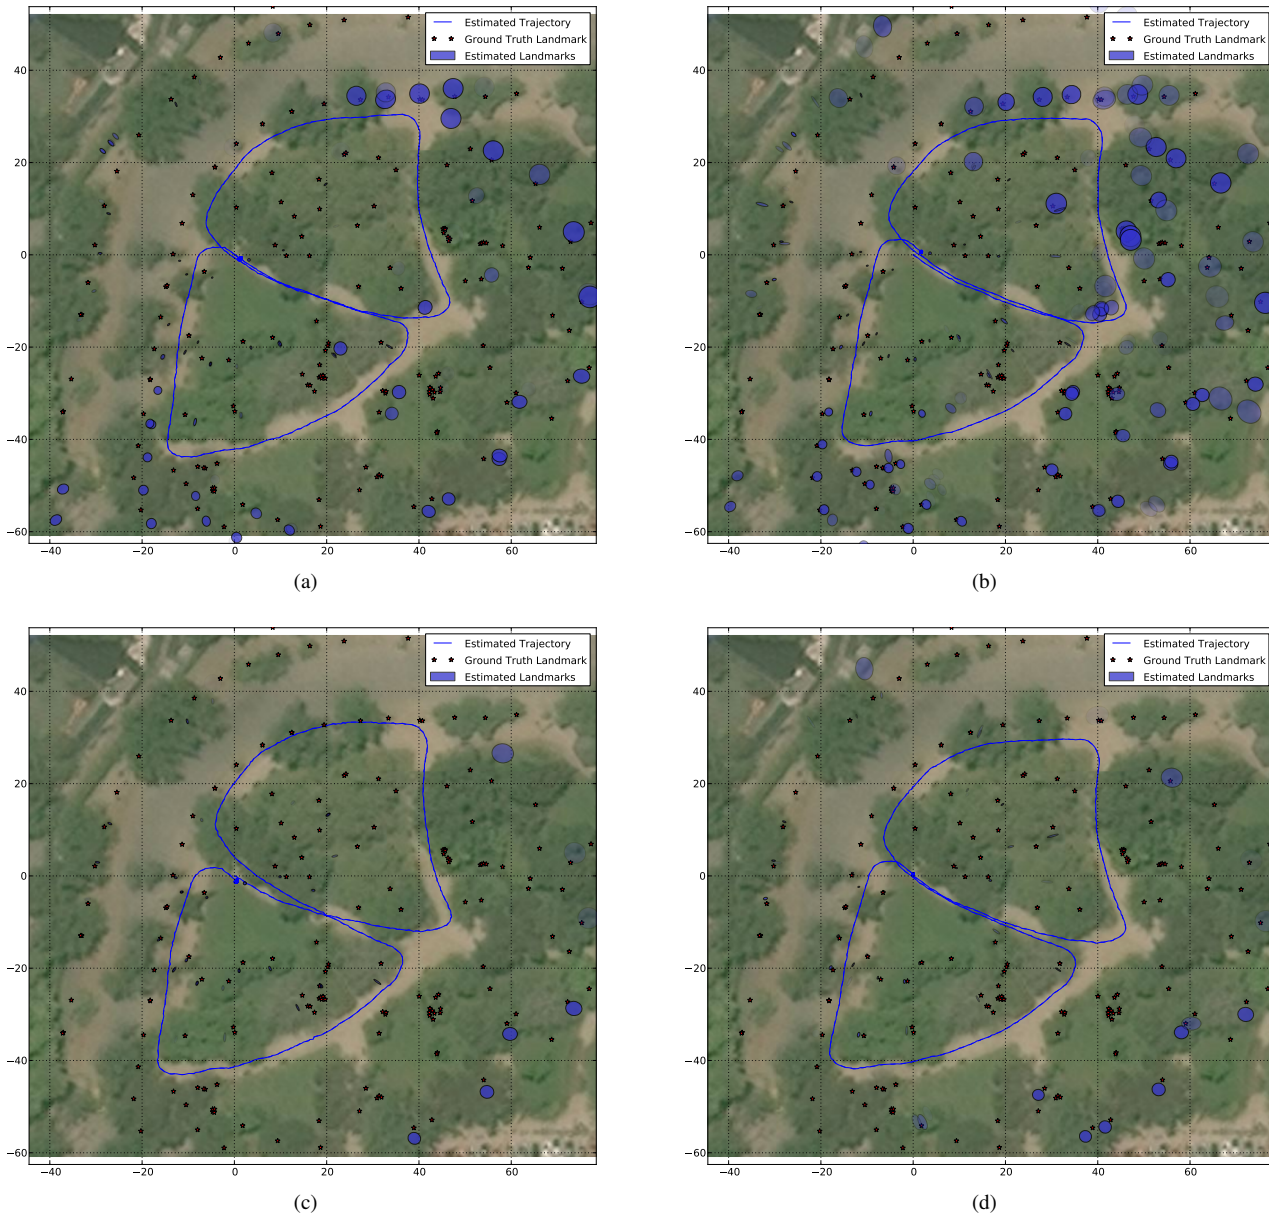 Estimated Trajectory
Ground Truth Landmark
Estimated Landmarks
40
20
0
−20
−40
−60
−40 −20 0 20 40 60
(a)
Estimated Trajectory
Ground Truth Landmark
Estimated Landmarks
40
20
0
−20
−40
−60
−40 −20 0 20 40 60
(b)
Estimated Trajectory
Ground Truth Landmark
Estimated Landmarks
40
20
0
−20
−40
−60
−40 −20 0 20 40 60
(c)
Estimated Trajectory
Ground Truth Landmark
Estimated Landmarks
40
20
0
−20
−40
−60
−40 −20 0 20 40 60
(d)